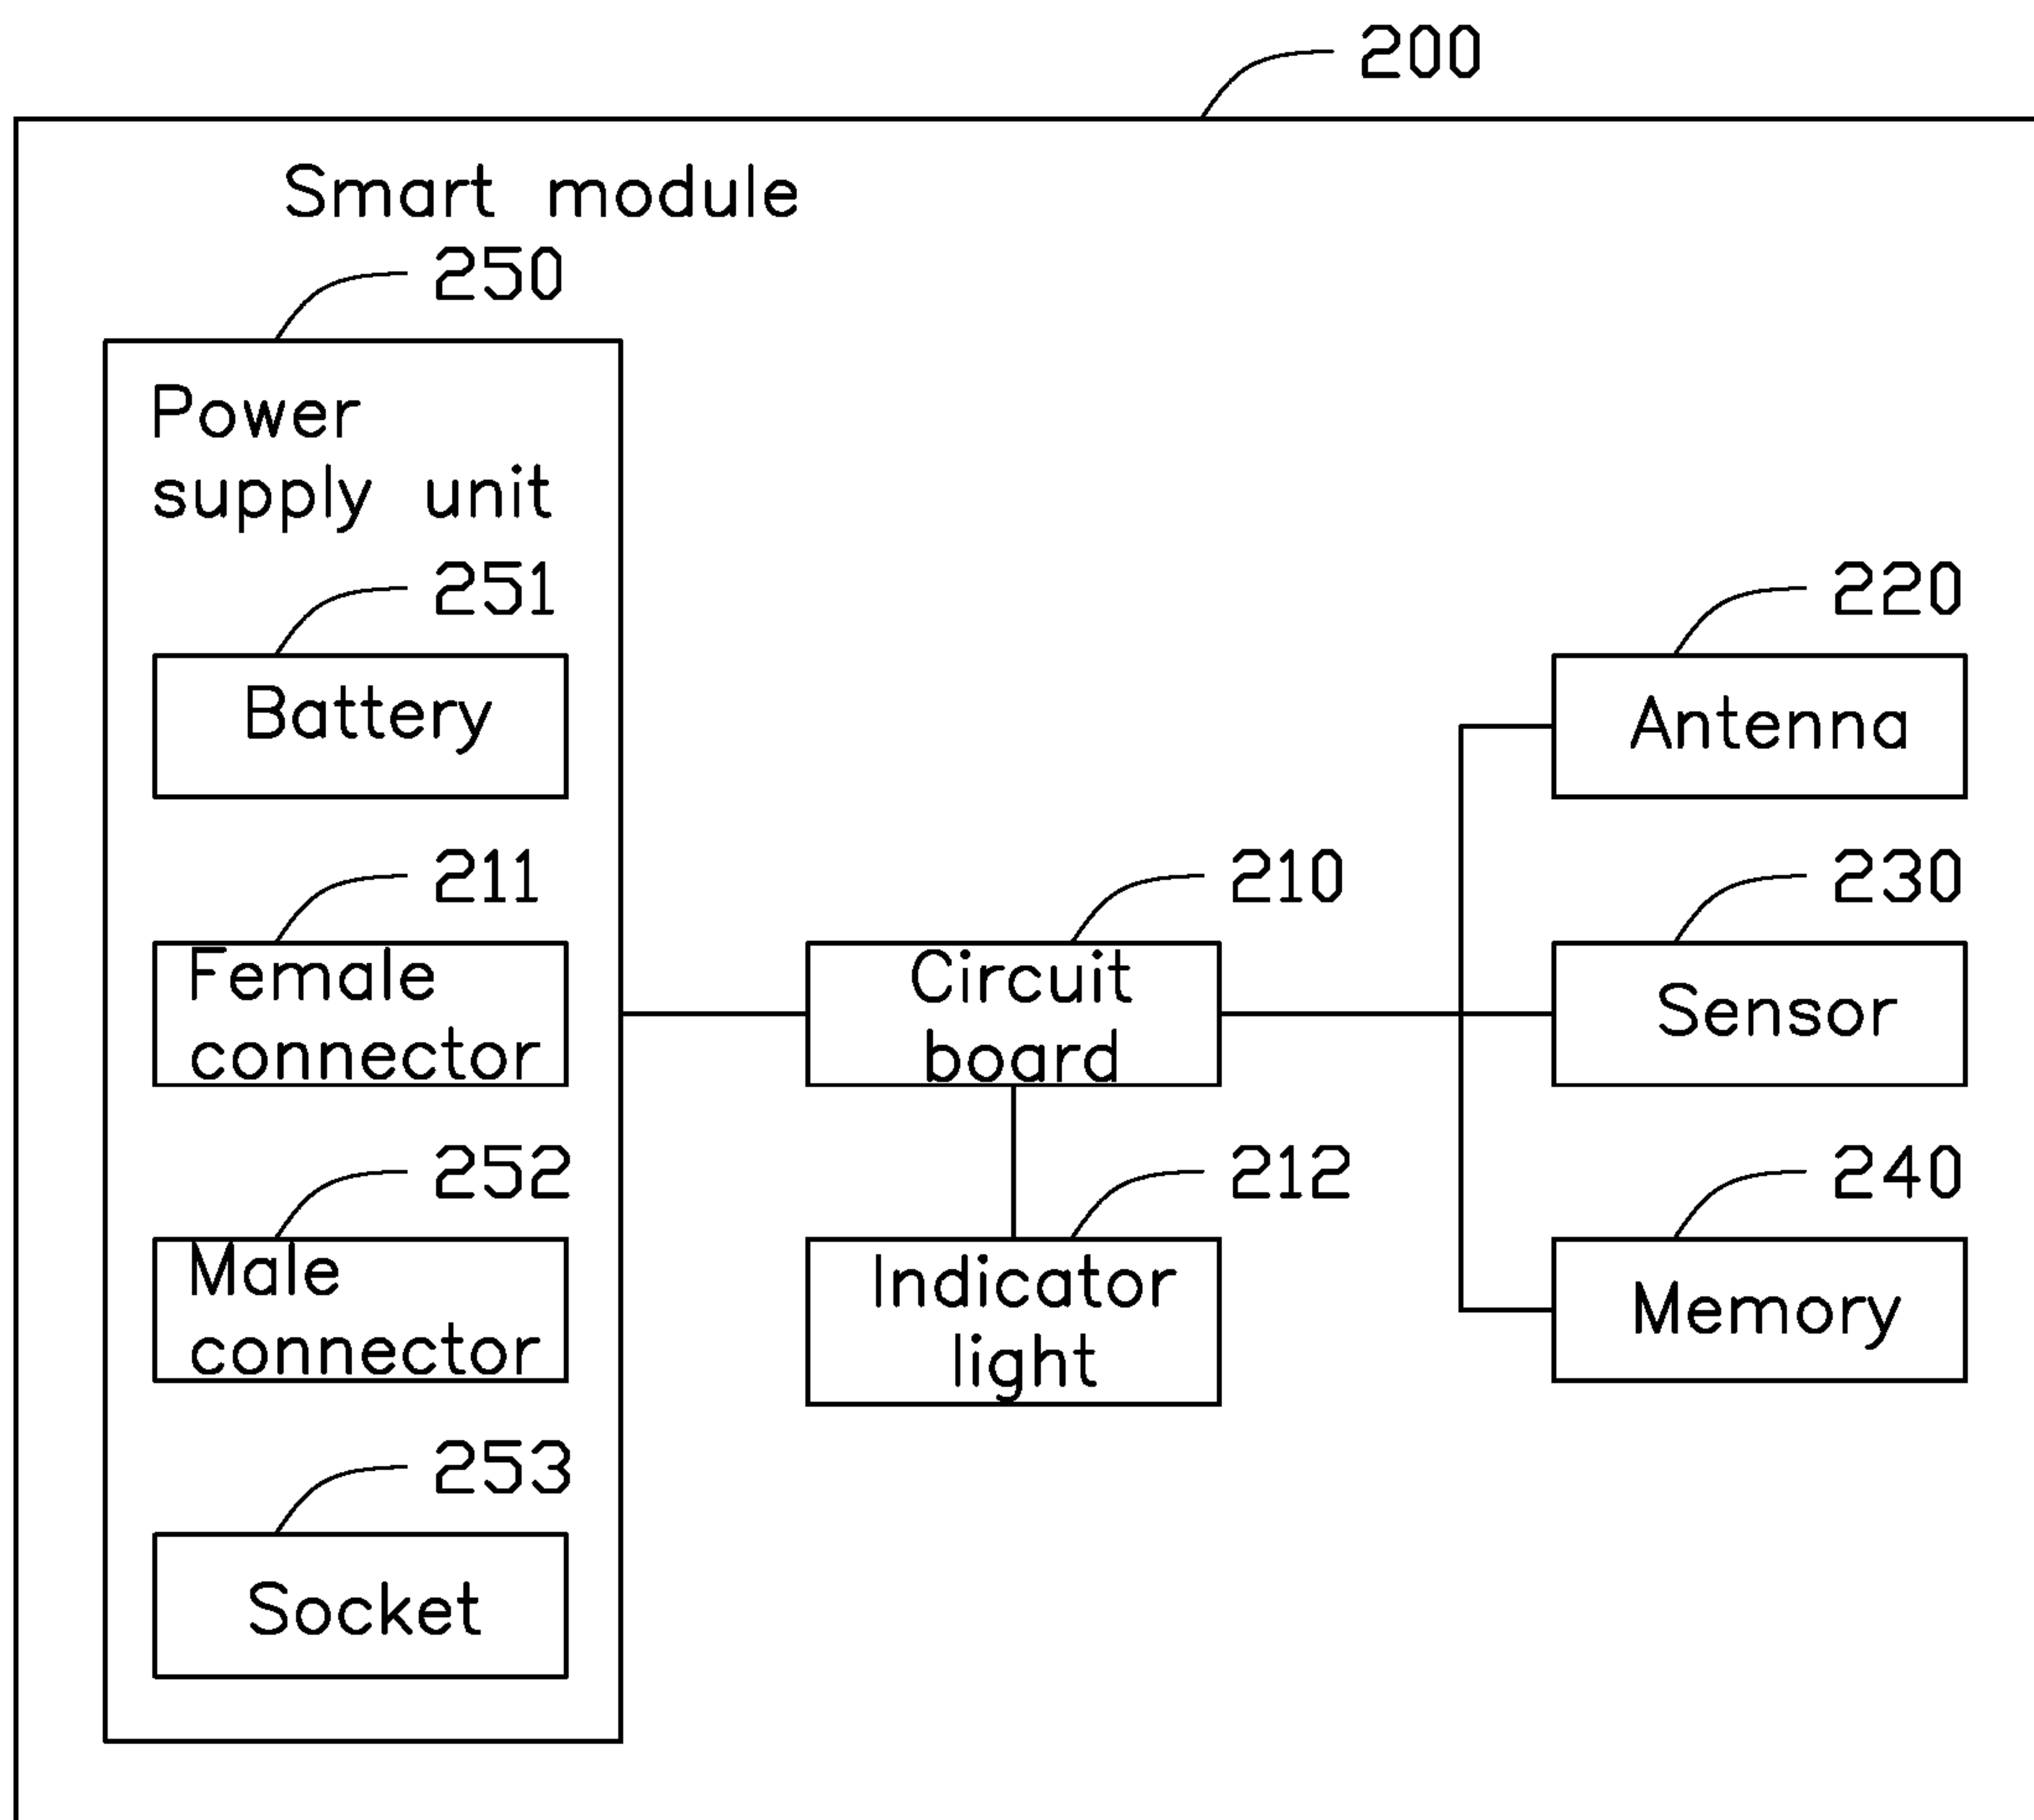 200
Smart module
250
Power
supply unit
251
Battery
211
Female
connector
252
Male
connector
253
Socket
210
Circuit
board
212
Indicator
light
220
Antenna
230
Sensor
240
Memory